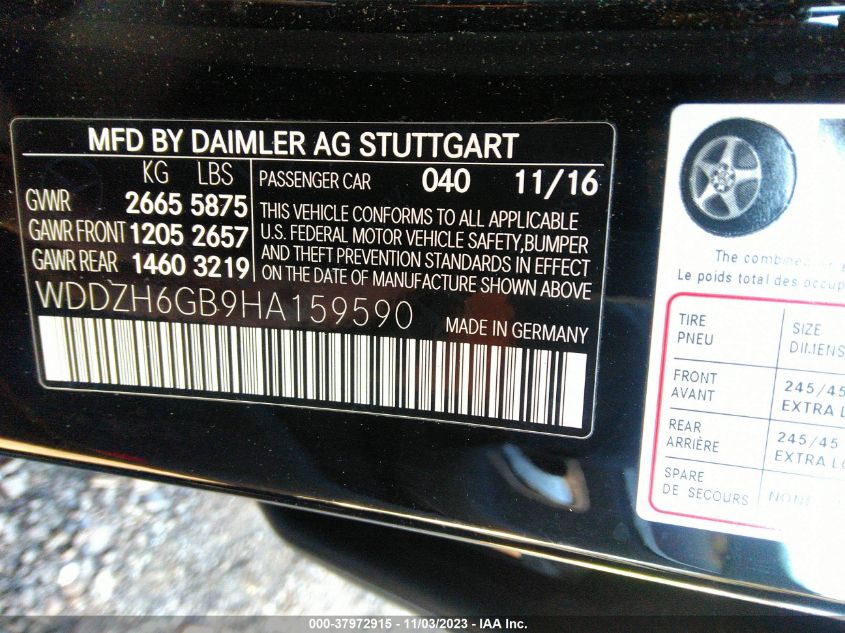 MFD BY DAIMLER AG STUTTGART
KG LBS
GVWR 2665 5875
GAWR FRONT 1205 2657
GAWR REAR 1460 3219
PASSENGER CAR 040 11/16
THIS VEHICLE CONFORMS TO ALL APPLICABLE
U.S. FEDERAL MOTOR VEHICLE SAFETY,BUMPER
AND THEFT PREVENTION STANDARDS IN EFFECT
ON THE DATE OF MANUFACTURE SHOWN ABOVE
WDDZH6GB9HA159590 MADE IN GERMANY
The combined
Le poids total des occup
TIRE SIZE
PNEU DIMENS
FRONT 245/45
AVANT EXTRA L
REAR 245/45
ARRIÈRE EXTRA LO
SPARE
DE SECOURS NONE
000-37972915 - 11/03/2023 - IAA Inc.